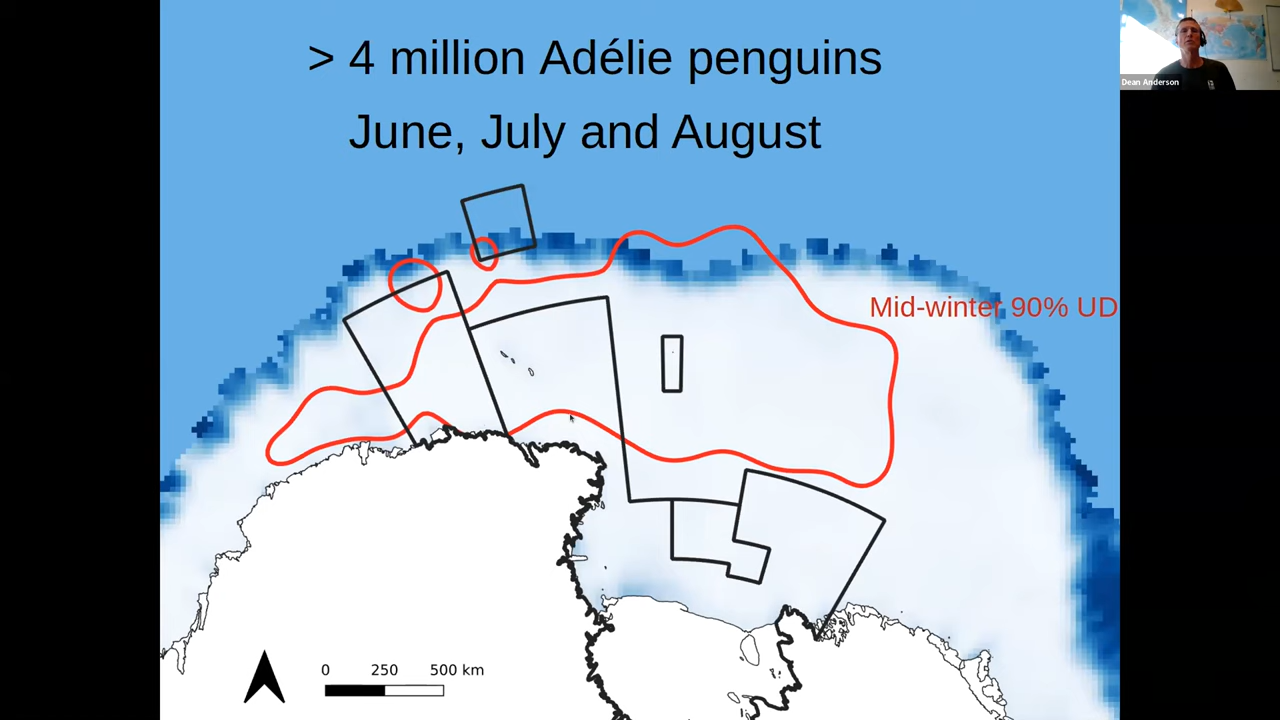 > 4 million Adélie penguins
June, July and August
Dean Anderson
Mid-winter 90% UD
0 250 500 km